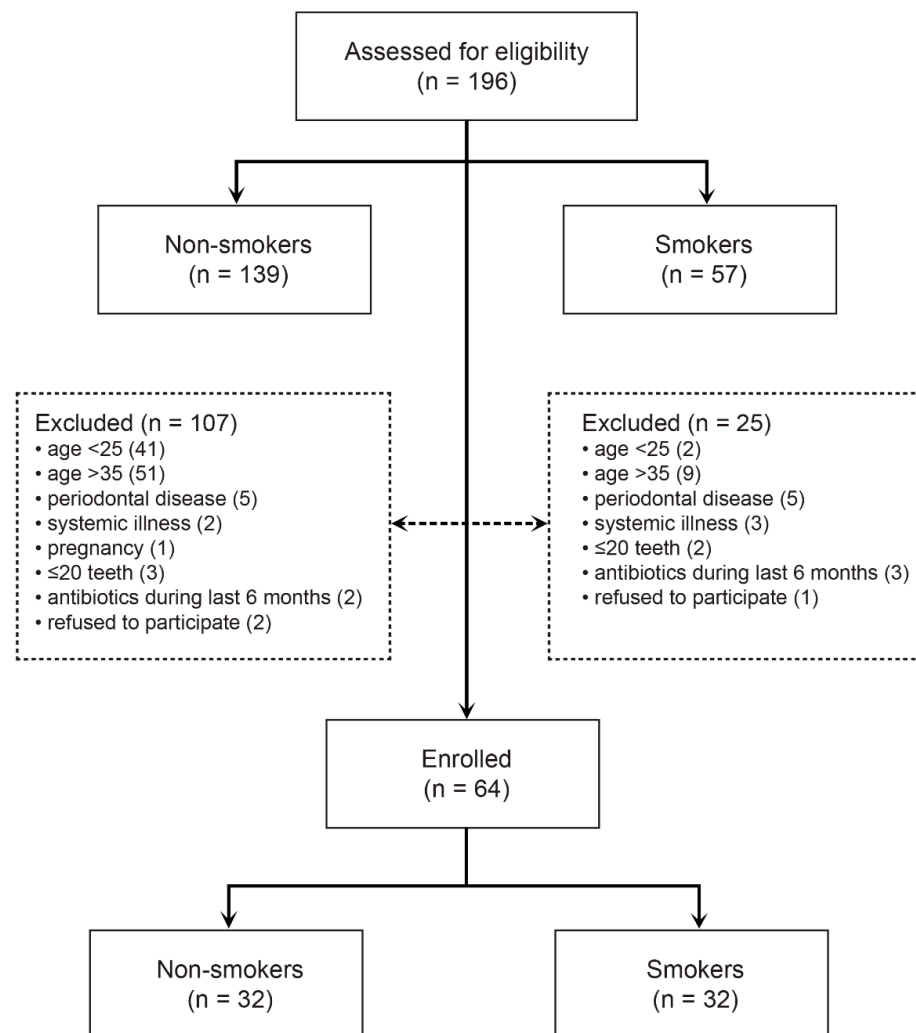 Assessed for eligibility
(n = 196)
Non-smokers
(n = 139)
Smokers
(n = 57)
Excluded (n = 107)
• age <25 (41)
• age >35 (51)
• periodontal disease (5)
• systemic illness (2)
• pregnancy (1)
• ≤20 teeth (3)
• antibiotics during last 6 months (2)
• refused to participate (2)
Excluded (n = 25)
• age <25 (2)
• age >35 (9)
• periodontal disease (5)
• systemic illness (3)
• ≤20 teeth (2)
• antibiotics during last 6 months (3)
• refused to participate (1)
Enrolled
(n = 64)
Non-smokers
(n = 32)
Smokers
(n = 32)